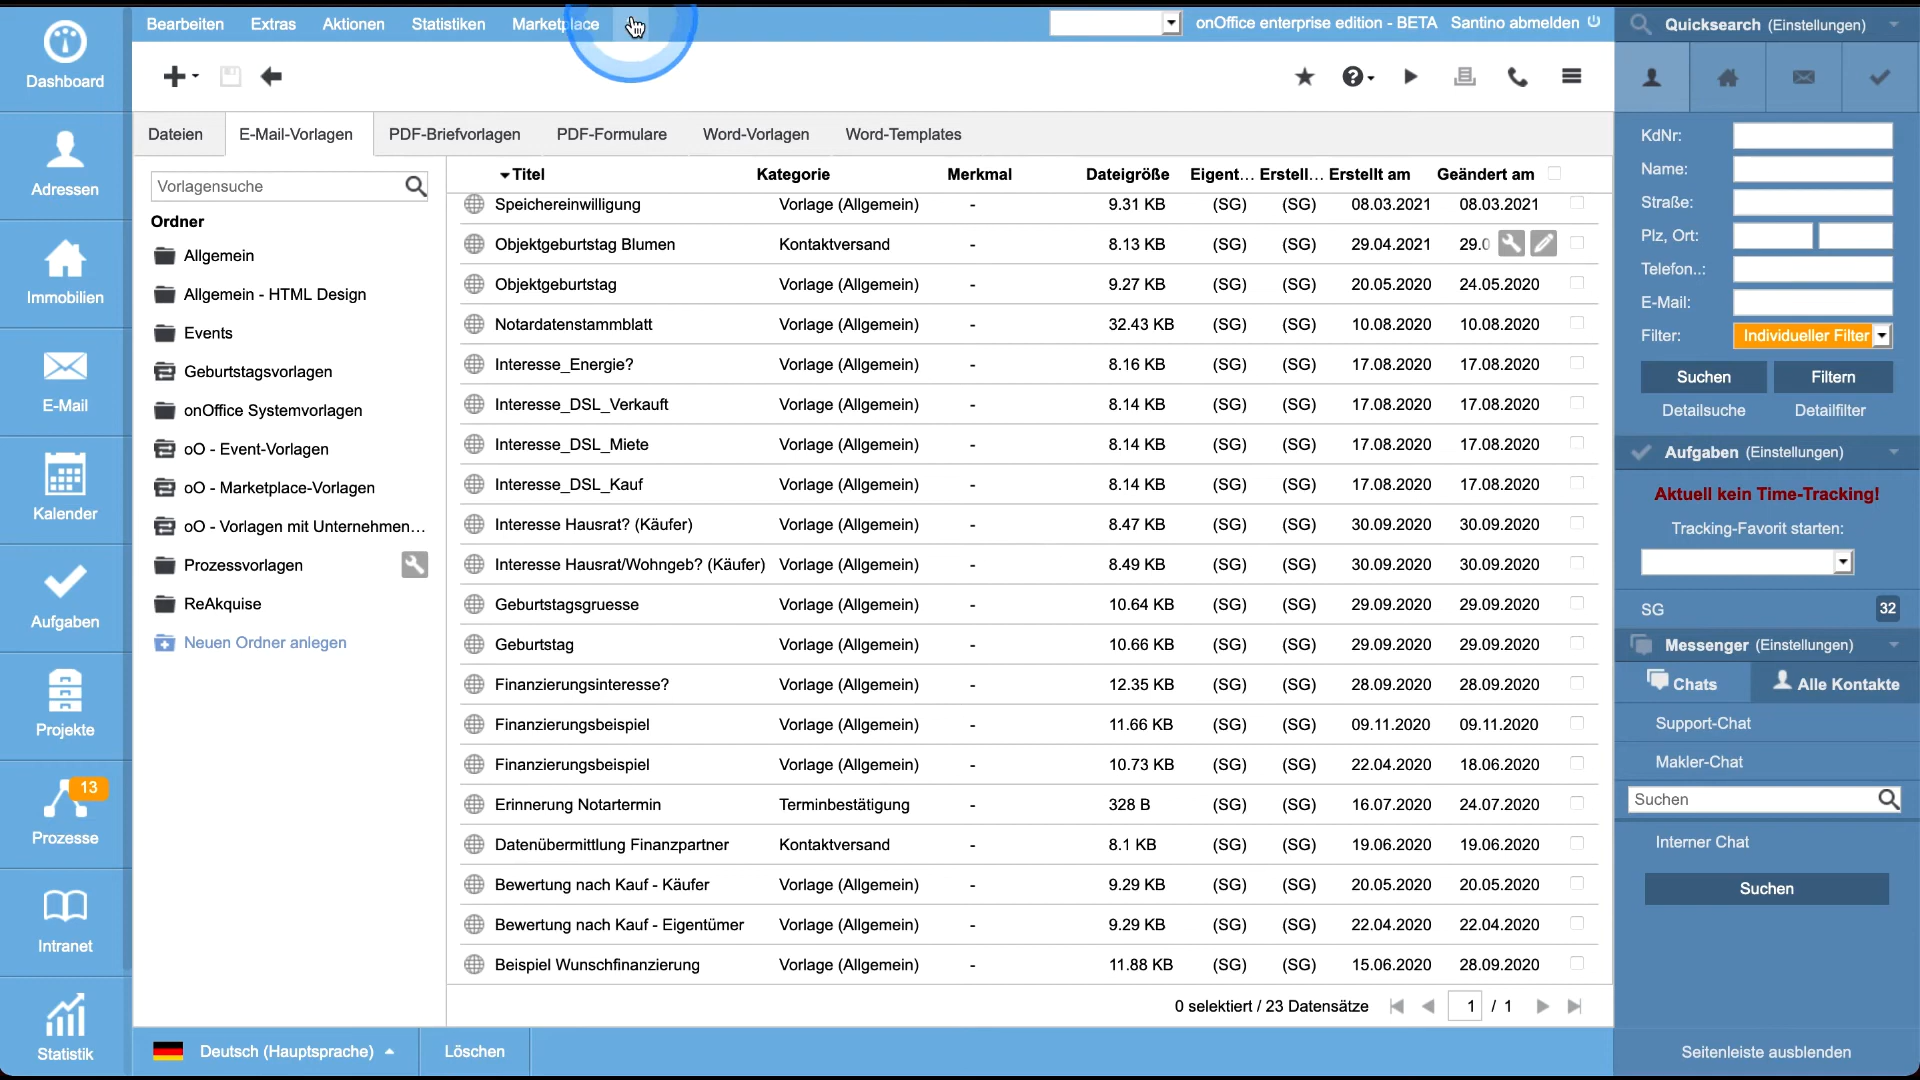 Bearbeiten Extras Aktionen Statistiken Marketplace
onOffice enterprise edition - BETA Santino abmelden
Quicksearch (Einstellungen)
Dashboard
Adressen
Immobilien
E-Mail
Kalender
Aufgaben
Projekte
13
Prozesse
Intranet
Statistik
Dateien E-Mail-Vorlagen PDF-Briefvorlagen PDF-Formulare Word-Vorlagen Word-Templates
Vorlagensuche
Ordner
Allgemein
Allgemein - HTML Design
Events
Geburtstagsvorlagen
onOffice Systemvorlagen
oO - Event-Vorlagen
oO - Marketplace-Vorlagen
oO - Vorlagen mit Unternehmen...
Prozessvorlagen
ReAkquise
Neuen Ordner anlegen
Titel Kategorie Merkmal Dateigröße Eigent... Erstell... Erstellt am Geändert am
Speichereinwilligung Vorlage (Allgemein) - 9.31 KB (SG) (SG) 08.03.2021 08.03.2021
Objektgeburtstag Blumen Kontaktversand - 8.13 KB (SG) (SG) 29.04.2021 29.0
Objektgeburtstag Vorlage (Allgemein) - 9.27 KB (SG) (SG) 20.05.2020 24.05.2020
Notardatenstammblatt Vorlage (Allgemein) - 32.43 KB (SG) (SG) 10.08.2020 10.08.2020
Interesse_Energie? Vorlage (Allgemein) - 8.16 KB (SG) (SG) 17.08.2020 17.08.2020
Interesse_DSL_Verkauft Vorlage (Allgemein) - 8.14 KB (SG) (SG) 17.08.2020 17.08.2020
Interesse_DSL_Miete Vorlage (Allgemein) - 8.14 KB (SG) (SG) 17.08.2020 17.08.2020
Interesse_DSL_Kauf Vorlage (Allgemein) - 8.14 KB (SG) (SG) 17.08.2020 17.08.2020
Interesse Hausrat? (Käufer) Vorlage (Allgemein) - 8.47 KB (SG) (SG) 30.09.2020 30.09.2020
Interesse Hausrat/Wohngeb? (Käufer) Vorlage (Allgemein) - 8.49 KB (SG) (SG) 30.09.2020 30.09.2020
Geburtstagsgruesse Vorlage (Allgemein) - 10.64 KB (SG) (SG) 29.09.2020 29.09.2020
Geburtstag Vorlage (Allgemein) - 10.66 KB (SG) (SG) 29.09.2020 29.09.2020
Finanzierungsinteresse? Vorlage (Allgemein) - 12.35 KB (SG) (SG) 28.09.2020 28.09.2020
Finanzierungsbeispiel Vorlage (Allgemein) - 11.66 KB (SG) (SG) 09.11.2020 09.11.2020
Finanzierungsbeispiel Vorlage (Allgemein) - 10.73 KB (SG) (SG) 22.04.2020 18.06.2020
Erinnerung Notartermin Terminbestätigung - 328 B (SG) (SG) 16.07.2020 24.07.2020
Datenübermittlung Finanzpartner Kontaktversand - 8.1 KB (SG) (SG) 19.06.2020 19.06.2020
Bewertung nach Kauf - Käufer Vorlage (Allgemein) - 9.29 KB (SG) (SG) 20.05.2020 20.05.2020
Bewertung nach Kauf - Eigentümer Vorlage (Allgemein) - 9.29 KB (SG) (SG) 22.04.2020 22.04.2020
Beispiel Wunschfinanzierung Vorlage (Allgemein) - 11.88 KB (SG) (SG) 15.06.2020 28.09.2020
0 selektiert / 23 Datensätze 1 / 1
Deutsch (Hauptsprache) Löschen
KdNr:
Name:
Straße:
Plz, Ort:
Telefon..:
E-Mail:
Filter: Individueller Filter
Suchen Filtern
Detailsuche Detailfilter
Aufgaben (Einstellungen)
Aktuell kein Time-Tracking!
Tracking-Favorit starten:
SG 32
Messenger (Einstellungen)
Chats Alle Kontakte
Support-Chat
Makler-Chat
Suchen
Interner Chat
Suchen
Seitenleiste ausblenden